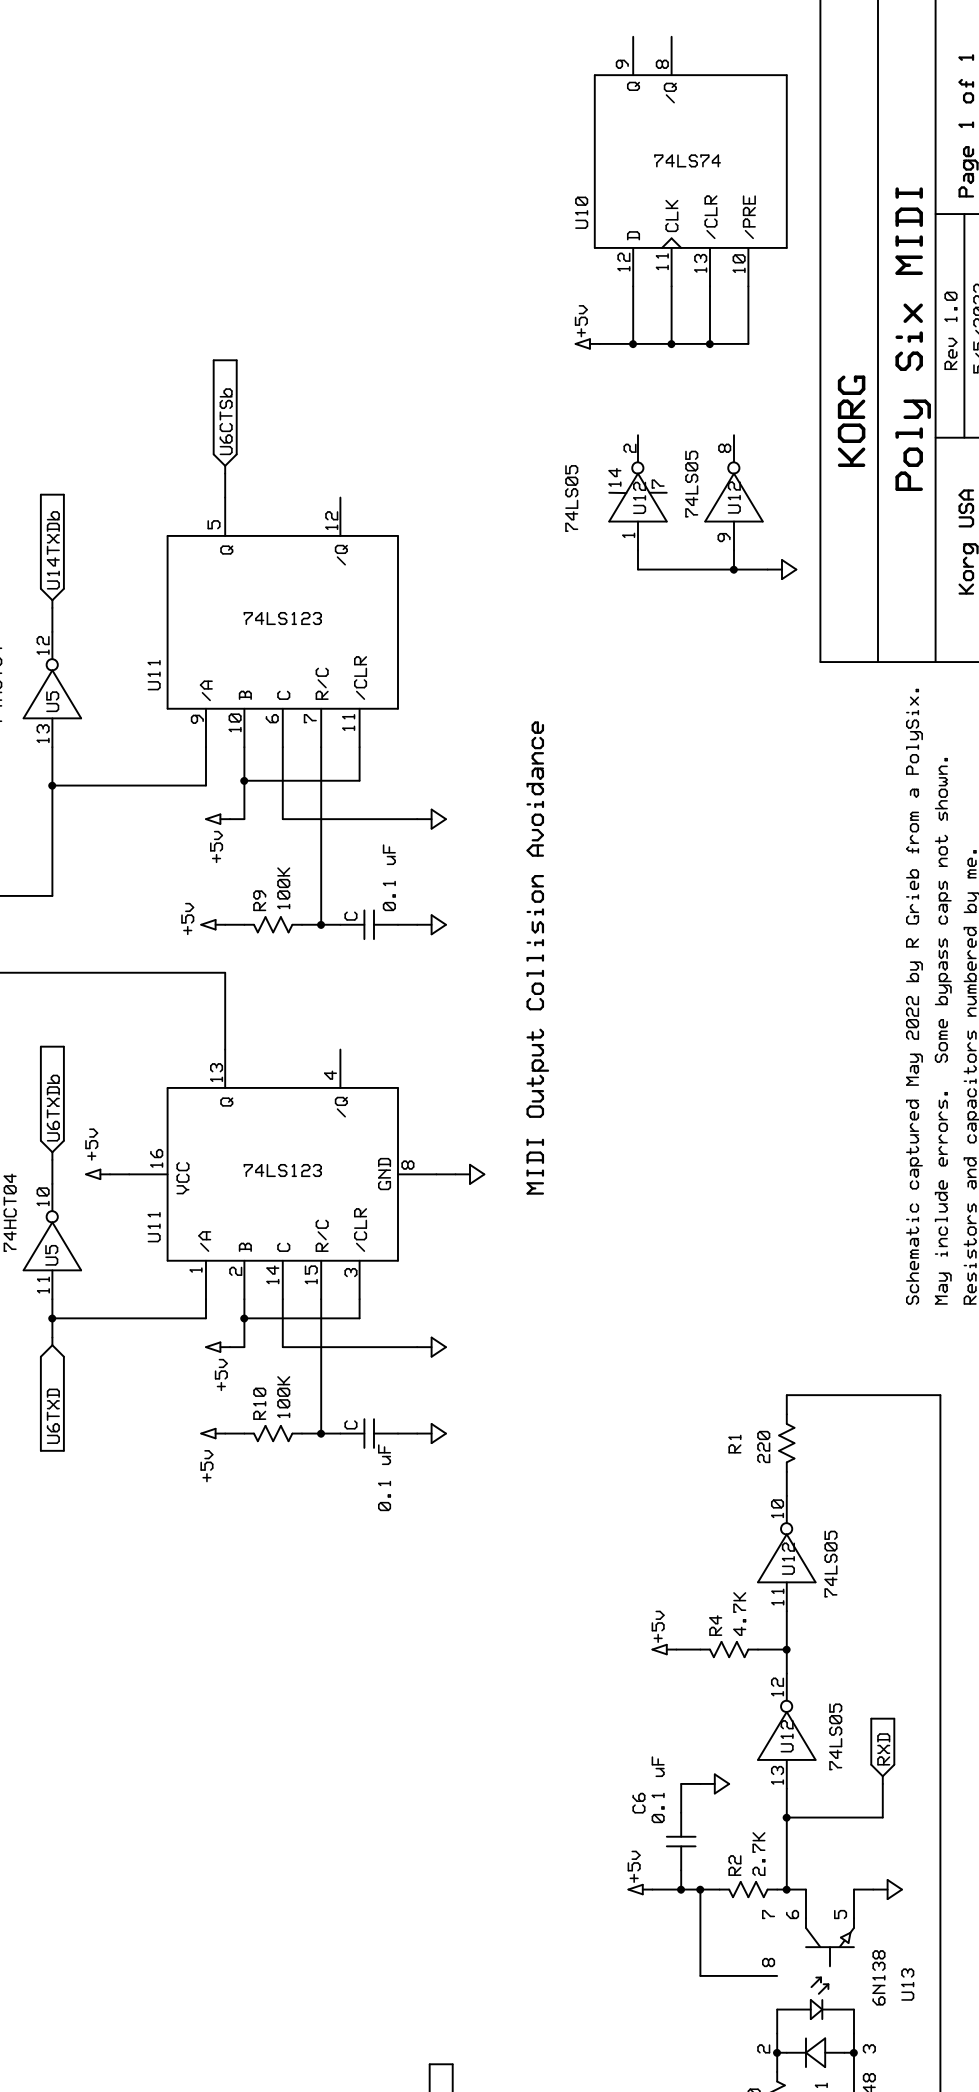 9
8
Q
/Q
74LS74
U10
D
CLK
/CLR
/PRE
12
11
13
10
+5v
KORG
Poly Six MIDI
Page 1 of 1
Rev 1.0
Korg USA
74LS05
14
U12
7
1
2
74LS05
U12
9
8
U6CTSb
5
12
Q
/Q
74LS123
U11
/A
B
C
R/C
/CLR
9
10
6
7
11
+5v
+5v
R9
100K
C
0.1 uF
U14TXDb
12
U5
13
MIDI Output Collision Avoidance
U6TXDb
74HCT04
10
U5
11
U6TXD
+5v
16
VCC
13
4
Q
/Q
74LS123
GND
8
U11
/A
B
C
R/C
/CLR
1
2
14
15
3
+5v
+5v
R10
100K
C
0.1 uF
Schematic captured May 2022 by R Grieb from a PolySix.
May include errors. Some bypass caps not shown.
Resistors and capacitors numbered by me.
R1
220
10
U12
11
74LS05
+5v
R4
4.7K
12
U12
13
74LS05
RXD
C6
0.1 uF
+5v
R2
2.7K
7
6
5
8
6N138
U13
2
3